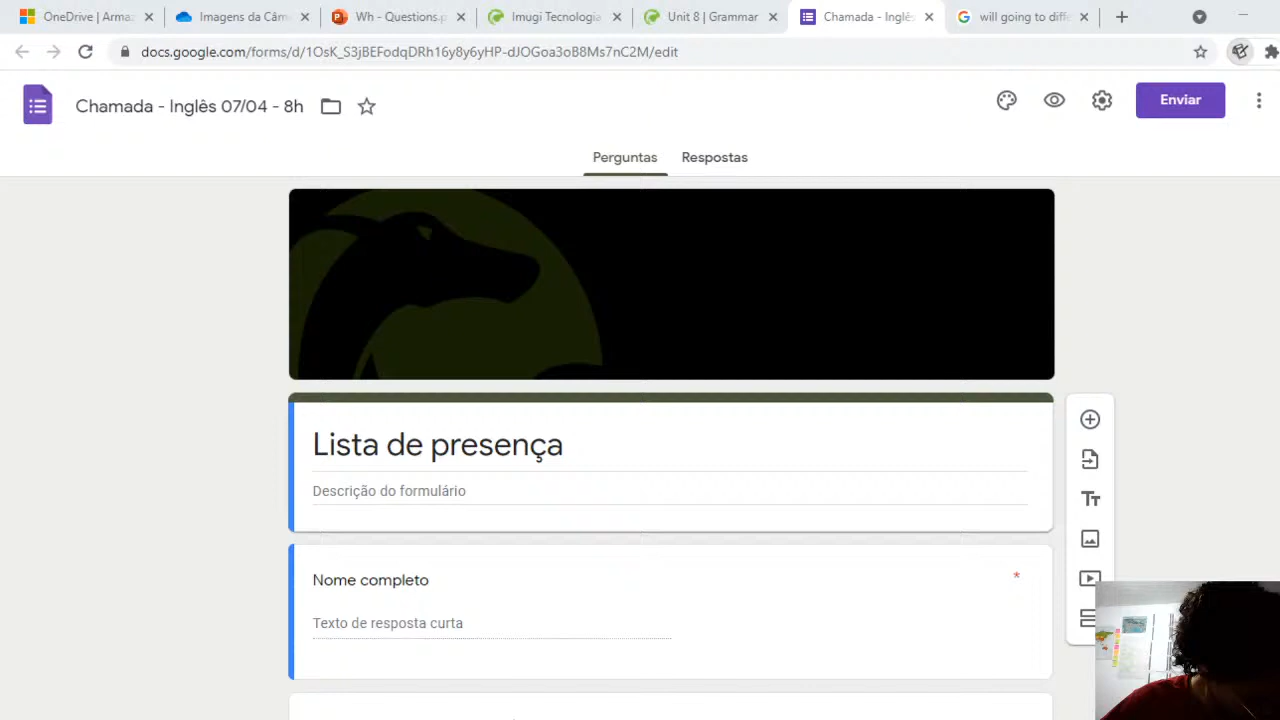 OneDrive | Armaz
Imagens da Câme
Wh - Questions.p
Imugi Tecnologia
Unit 8 | Grammar
Chamada - Inglês
will going to diffe
docs.google.com/forms/d/1OsK_S3jBEFodqDRh16y8y6yHP-dJOGoa3oB8Ms7nC2M/edit
Chamada - Inglês 07/04 - 8h
Enviar
Perguntas
Respostas
Lista de presença
Descrição do formulário
Nome completo
*
Texto de resposta curta